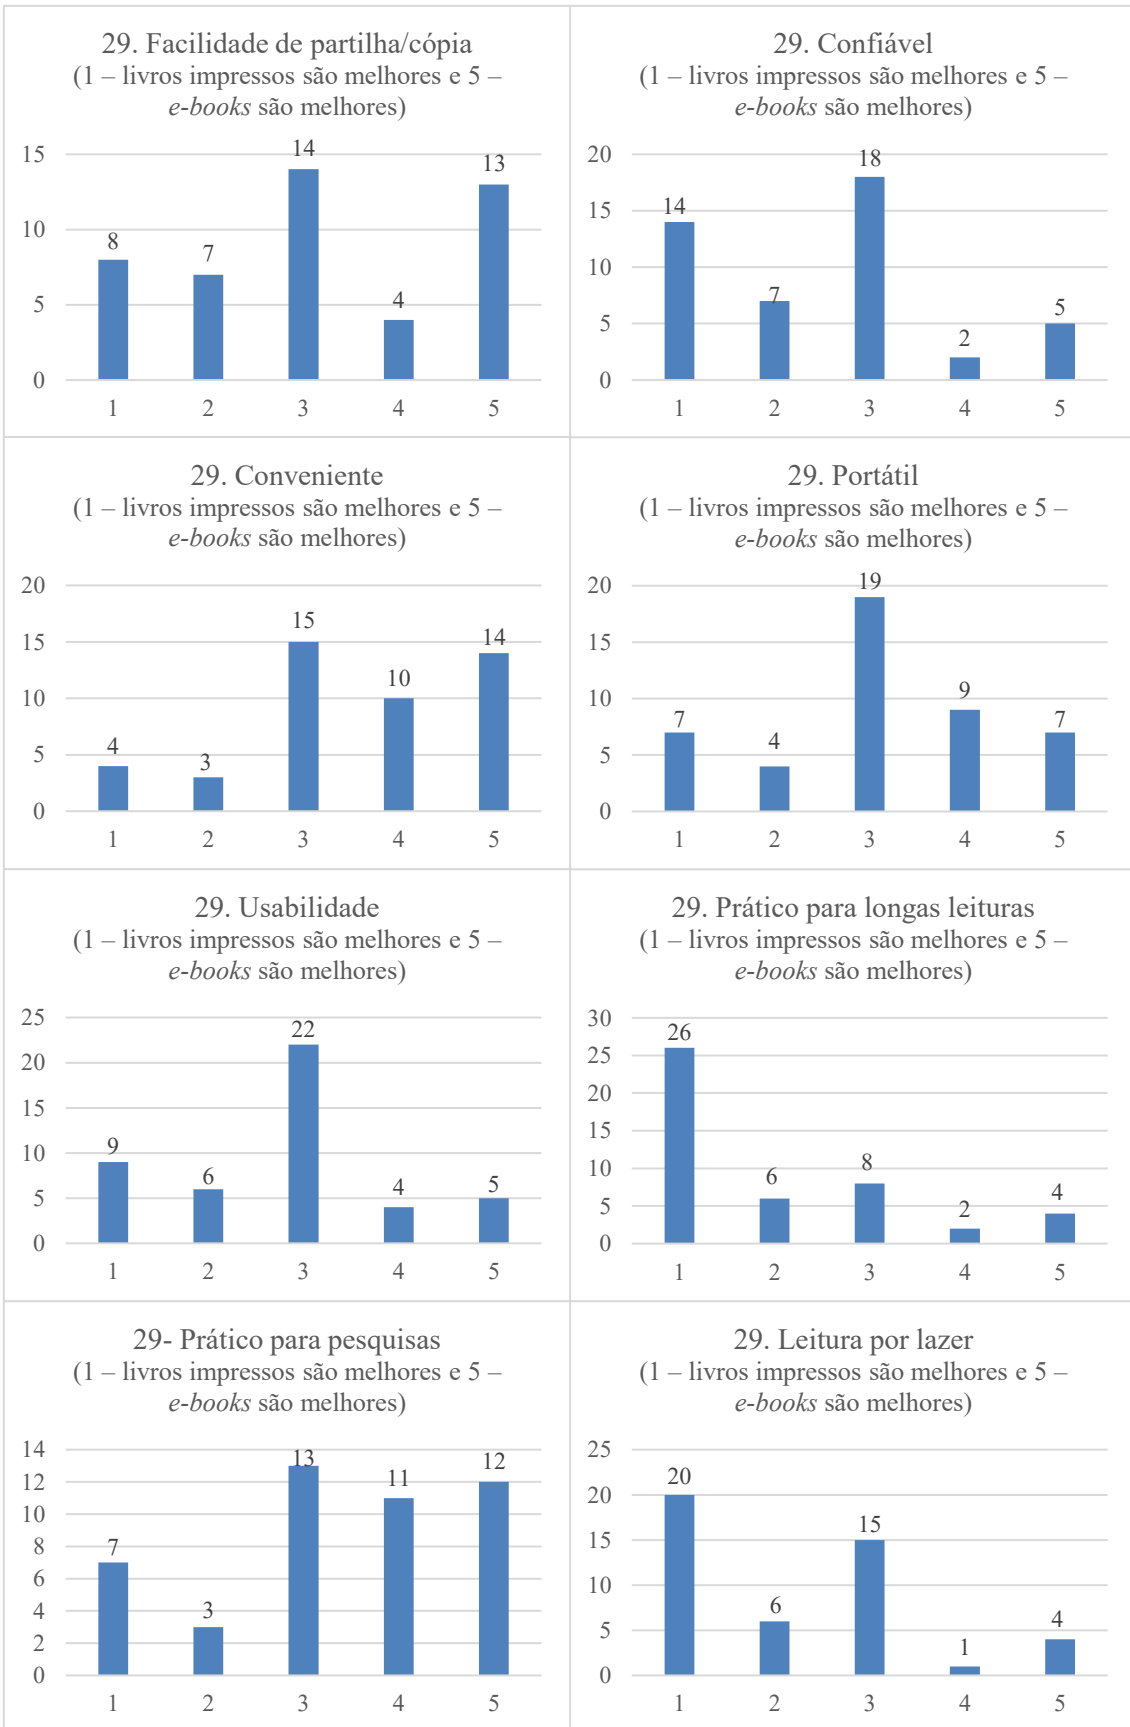 29. Facilidade de partilha/cópia
(1 – livros impressos são melhores e 5 –
e-books são melhores)
15
10
5
0
8
7
14
4
13
1 2 3 4 5
29. Confiável
(1 – livros impressos são melhores e 5 –
e-books são melhores)
20
15
10
5
0
14
7
18
2
5
1 2 3 4 5
29. Conveniente
(1 – livros impressos são melhores e 5 –
e-books são melhores)
20
15
10
5
0
4
3
15
10
14
1 2 3 4 5
29. Portátil
(1 – livros impressos são melhores e 5 –
e-books são melhores)
20
15
10
5
0
7
4
19
9
7
1 2 3 4 5
29. Usabilidade
(1 – livros impressos são melhores e 5 –
e-books são melhores)
25
20
15
10
5
0
9
6
22
4
5
1 2 3 4 5
29. Prático para longas leituras
(1 – livros impressos são melhores e 5 –
e-books são melhores)
30
25
20
15
10
5
0
26
6
8
2
4
1 2 3 4 5
29- Prático para pesquisas
(1 – livros impressos são melhores e 5 –
e-books são melhores)
14
12
10
8
6
4
2
0
7
3
13
11
12
1 2 3 4 5
29. Leitura por lazer
(1 – livros impressos são melhores e 5 –
e-books são melhores)
25
20
15
10
5
0
20
6
15
1
4
1 2 3 4 5